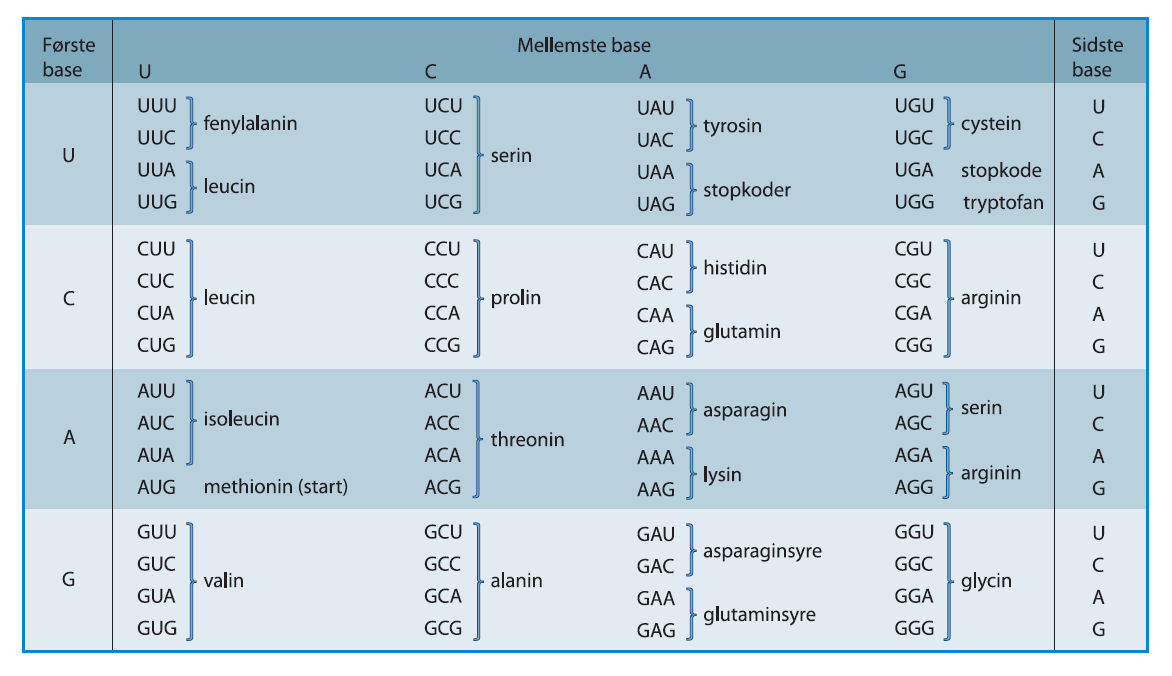 Første base Mellemste base Sidste base
U C A G
U
UUU UUC fenylalanin UCU UCC UCA UCG serin UAU UAC tyrosin UGU UGC cystein U C
UUA UUG leucin UAA UAG stopkoder UGA stopkode A
UGG tryptofan G
C
CUU CUC CUA CUG leucin CCU CCC CCA CCG prolin CAU CAC histidin CGU CGC CGA CGG arginin U C
CAA CAG glutamin A G
A
AUU AUC AUA isoleucin ACU ACC ACA ACG threonin AAU AAC asparagin AGU AGC serin U C
AUG methionin (start) AAA AAG lysin AGA AGG arginin A G
G
GUU GUC GUA GUG valin GCU GCC GCA GCG alanin GAU GAC asparaginsyre GGU GGC GGA GGG glycin U C
GAA GAG glutaminsyre A G